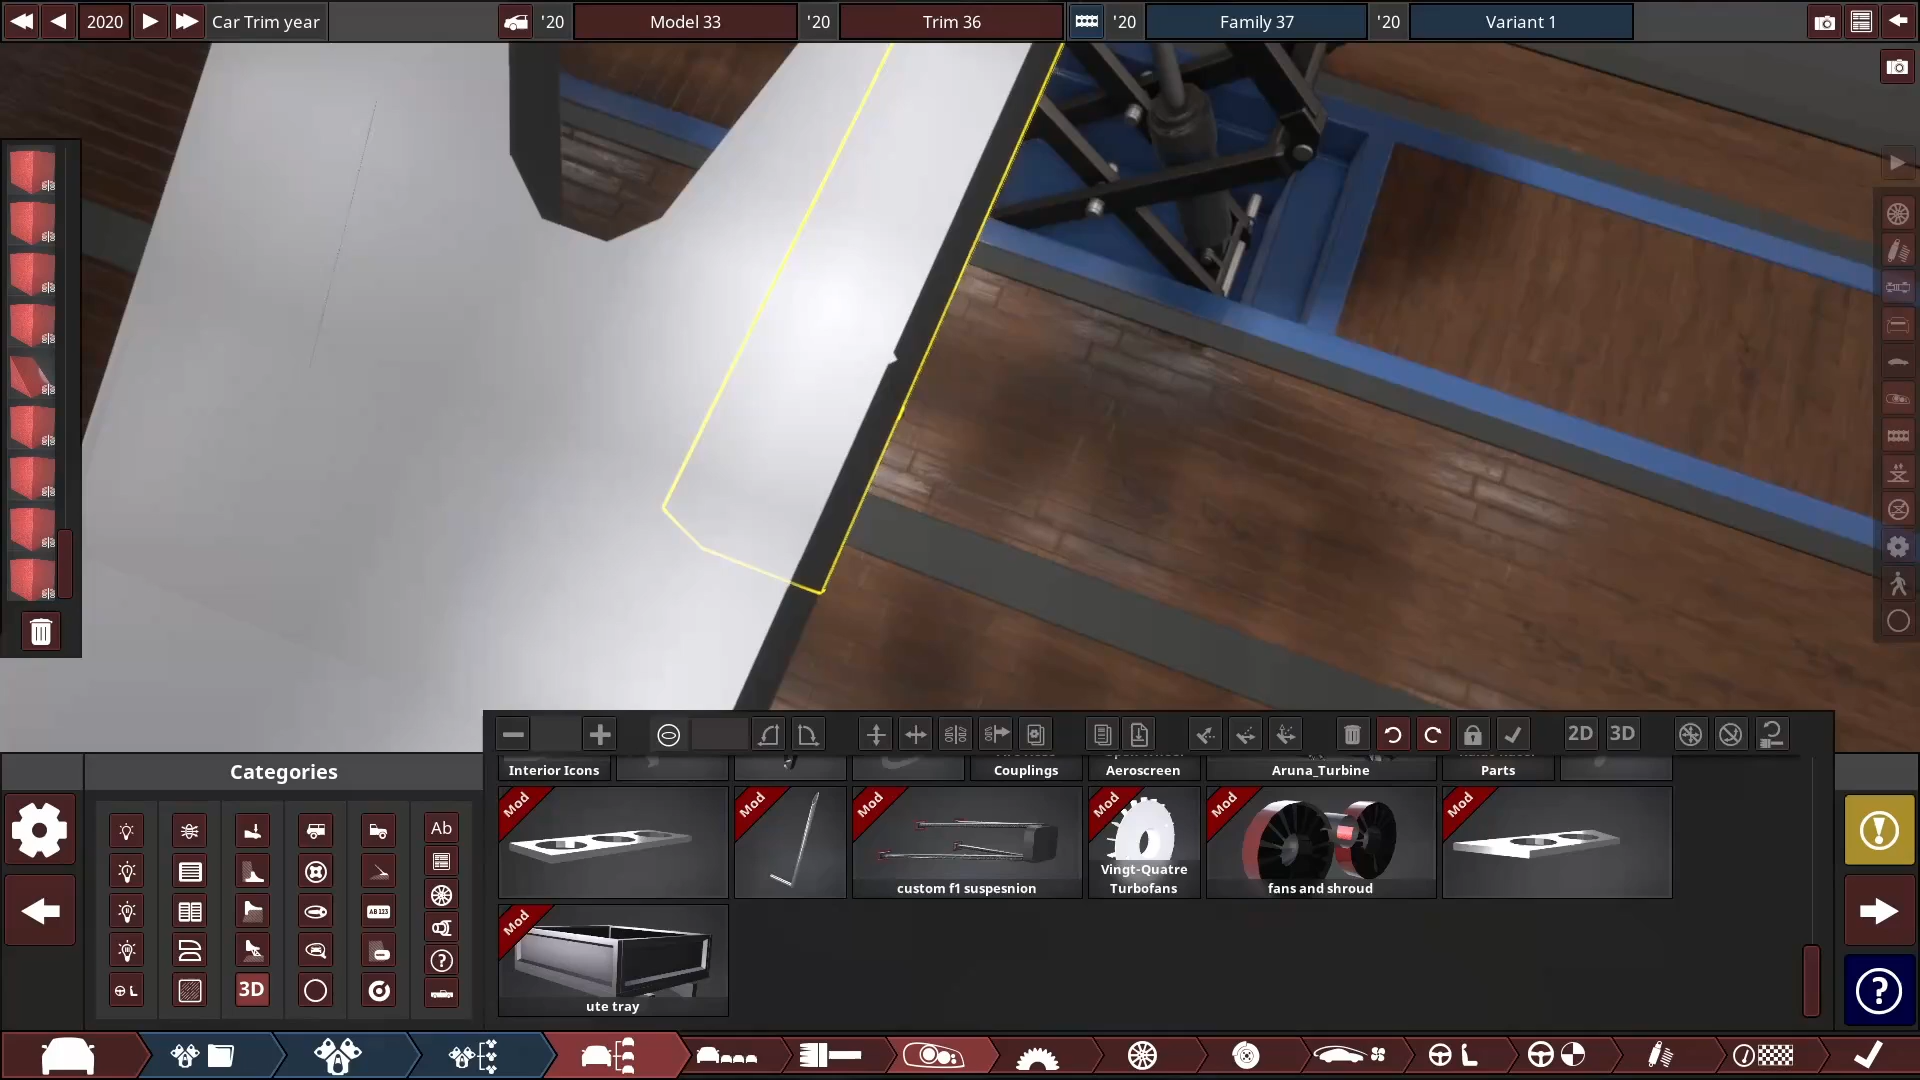 2020 Car Trim year '20 Model 33 '20 Trim 36 '20 Family 37 '20 Variant 1
2D 3D
Categories
Interior Icons
Couplings
Aeroscreen
Aruna_Turbine
Parts
Mod
Mod
Mod
custom f1 suspesnion
Mod
Vingt-Quatre
Turbofans
Mod
fans and shroud
Mod
Mod
ute tray
Ab
AB 123
L
3D
?
?
L